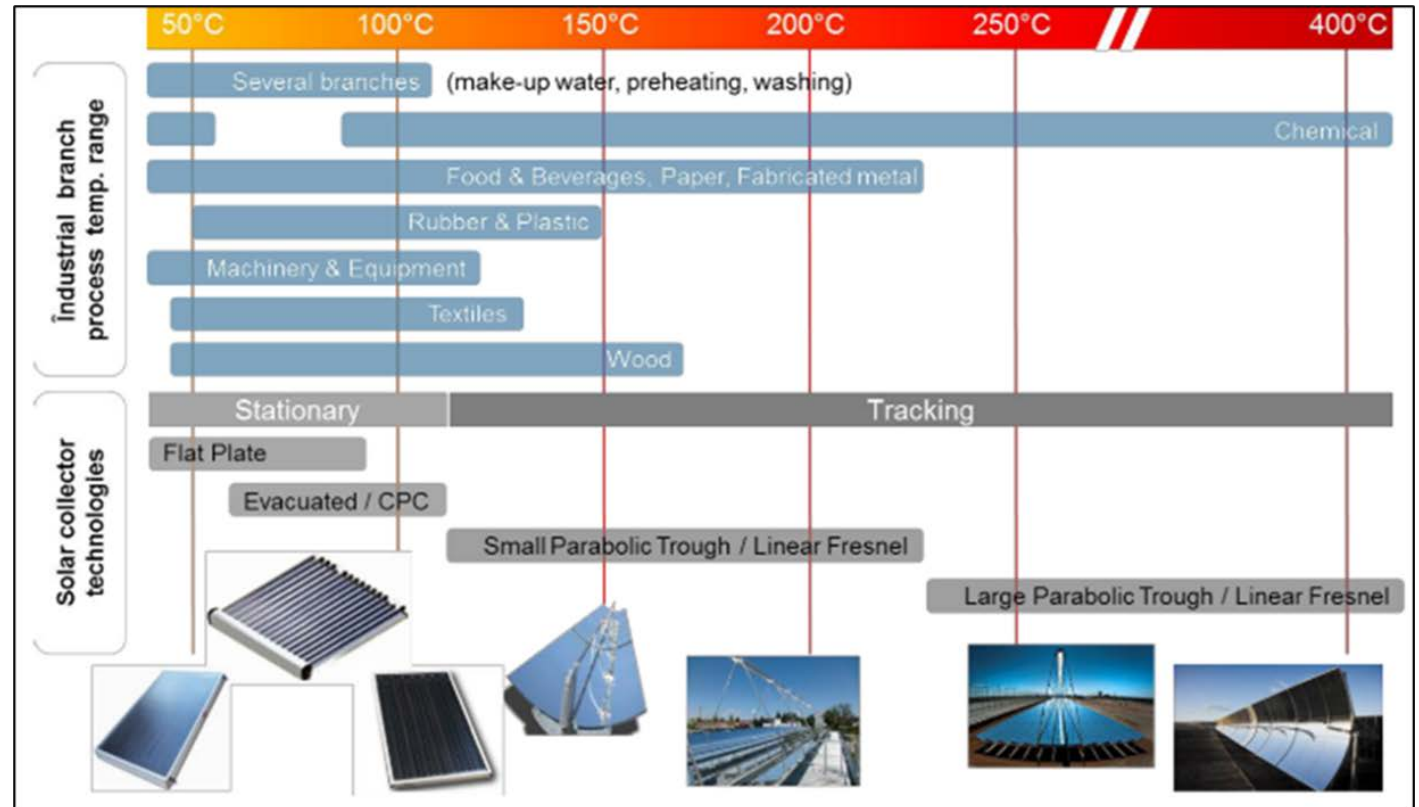 50°C 100°C 150°C 200°C 250°C 400°C
Îndustrial branch
process temp. range
Several branches (make-up water, preheating, washing)
Chemical
Food & Beverages, Paper, Fabricated metal
Rubber & Plastic
Machinery & Equipment
Textiles
Wood
Solar collector
technologies
Stationary Tracking
Flat Plate
Evacuated / CPC
Small Parabolic Trough / Linear Fresnel
Large Parabolic Trough / Linear Fresnel